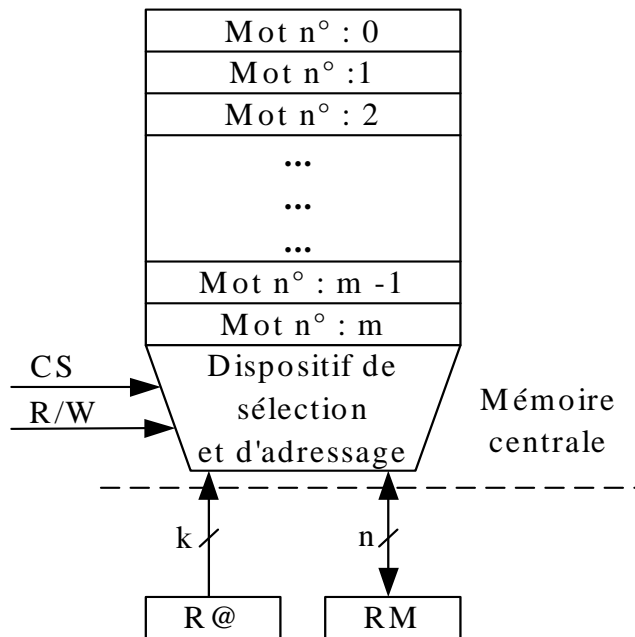 Mot n° : 0
Mot n° :1
Mot n° : 2
...
...
...
Mot n° : m -1
Mot n° : m
CS
R/W
Dispositif de
sélection
et d'adressage
Mémoire
centrale
k
n
R@
RM